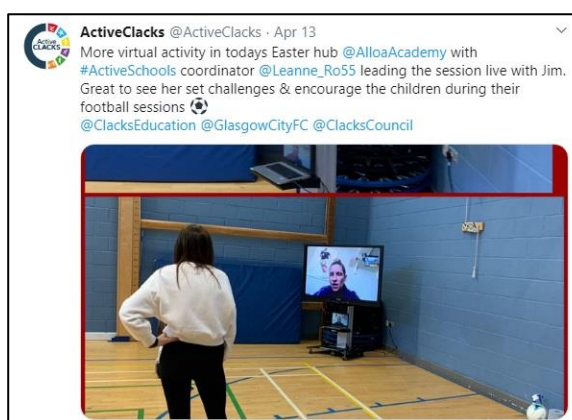 Active
CLACKS
ActiveClacks @ActiveClacks · Apr 13
More virtual activity in todays Easter hub @AlloaAcademy with
#ActiveSchools coordinator @Leanne_Ro55 leading the session live with Jim.
Great to see her set challenges & encourage the children during their
football sessions ⚽
@ClacksEducation @GlasgowCityFC @ClacksCouncil